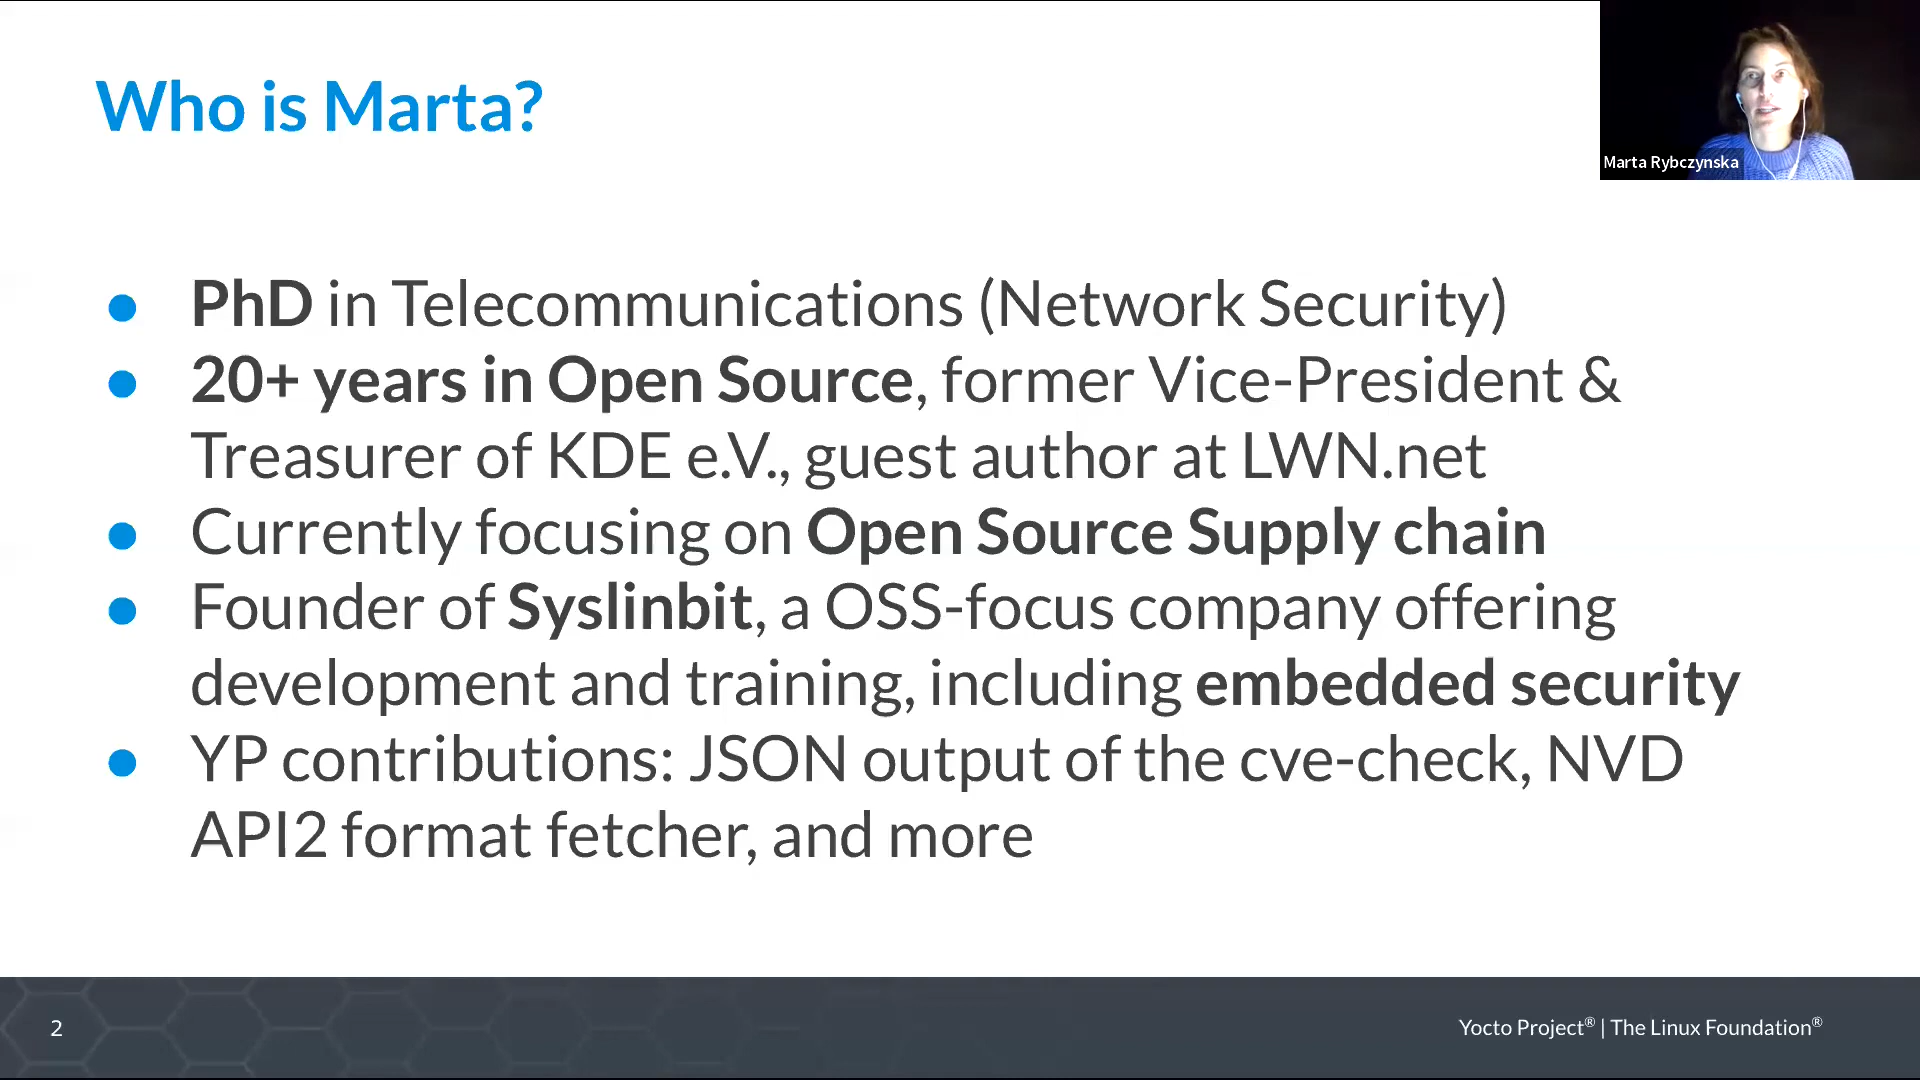 Who is Marta?
Marta Rybczynska
● PhD in Telecommunications (Network Security)
● 20+ years in Open Source, former Vice-President &
Treasurer of KDE e.V., guest author at LWN.net
● Currently focusing on Open Source Supply chain
● Founder of Syslinbit, a OSS-focus company offering
development and training, including embedded security
● YP contributions: JSON output of the cve-check, NVD
API2 format fetcher, and more
2
Yocto Project® | The Linux Foundation®